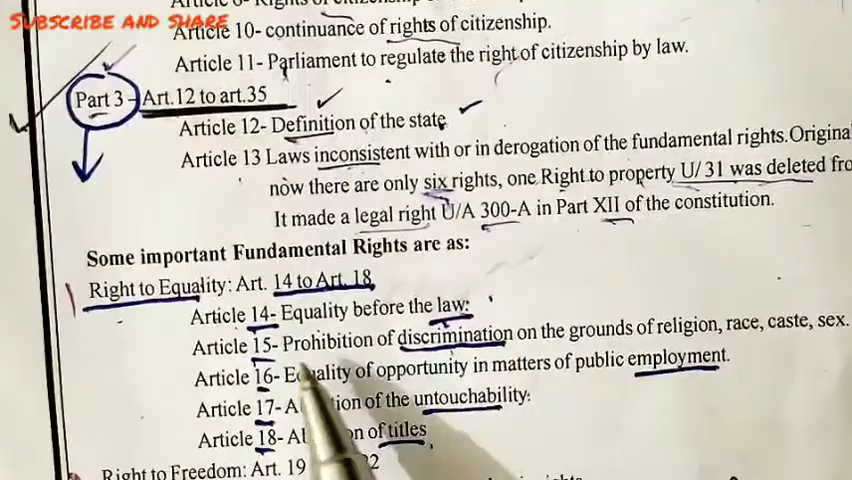 SUBSCRIBE AND SHARE
Article 10- continuance of rights of citizenship.
Article 11- Parliament to regulate the right of citizenship by law.
Part 3 - Art.12 to art.35
Article 12- Definition of the state
Article 13 Laws inconsistent with or in derogation of the fundamental rights. Original
now there are only six rights, one Right to property U/ 31 was deleted fro
It made a legal right U/A 300-A in Part XII of the constitution.
Some important Fundamental Rights are as:
Right to Equality: Art. 14 to Art. 18
Article 14- Equality before the law:
Article 15- Prohibition of discrimination on the grounds of religion, race, caste, sex.
Article 16- Equality of opportunity in matters of public employment.
Article 17- A tion of the untouchability:
Article 18- Ab on of titles
Right to Freedom: Art. 19 2